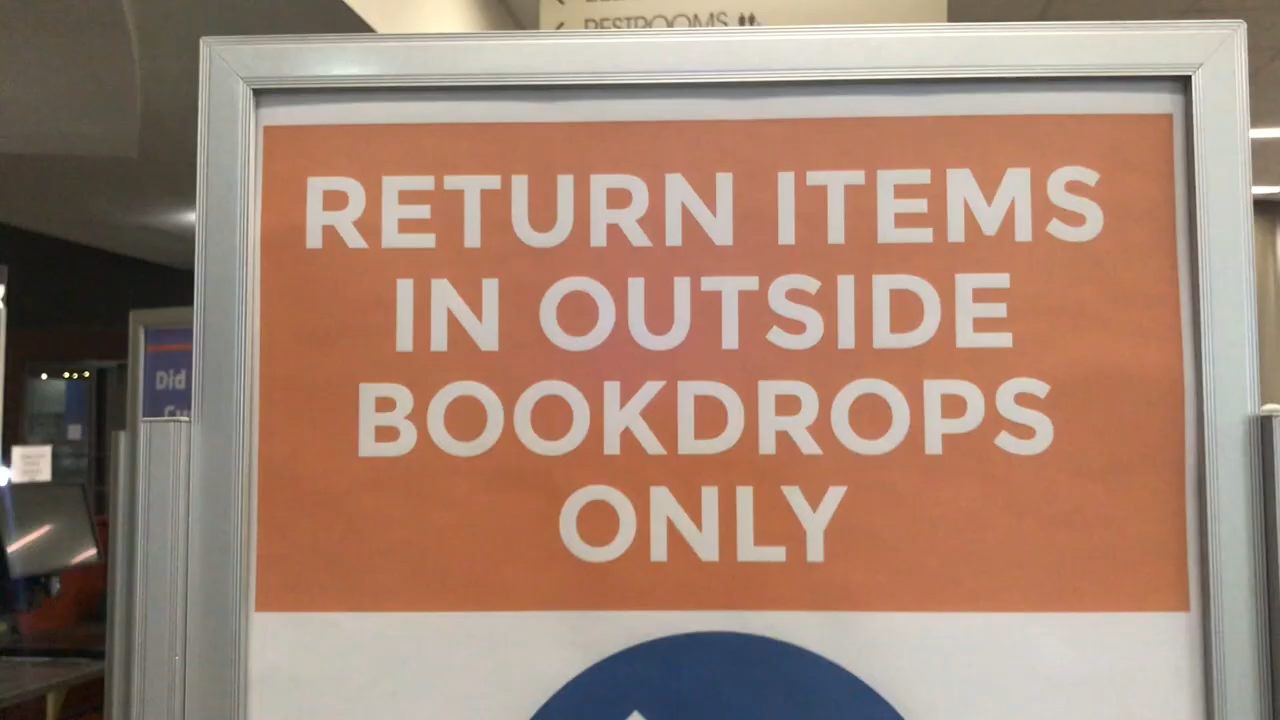 RESTROOMS
RETURN ITEMS
IN OUTSIDE
BOOKDROPS
ONLY
Did